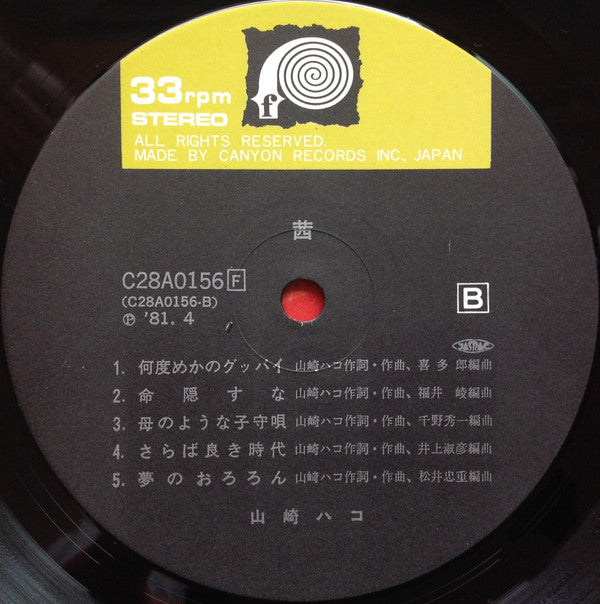 33rpm
STEREO
f
ALL RIGHTS RESERVED.
MADE BY CANYON RECORDS INC., JAPAN
茜
C28A0156 F
(C28A0156-B)
℗ '81. 4
B
JASRAC
1. 何度めかのグッバイ 山崎ハコ作詞・作曲、喜多郎編曲
2. 命隠すな 山崎ハコ作詞・作曲、福井崚編曲
3. 母のような子守唄 山崎ハコ作詞・作曲、千野秀一編曲
4. さらば良き時代 山崎ハコ作詞・作曲、井上淑彦編曲
5. 夢のおろろん 山崎ハコ作詞・作曲、松井忠重編曲
山崎ハコ